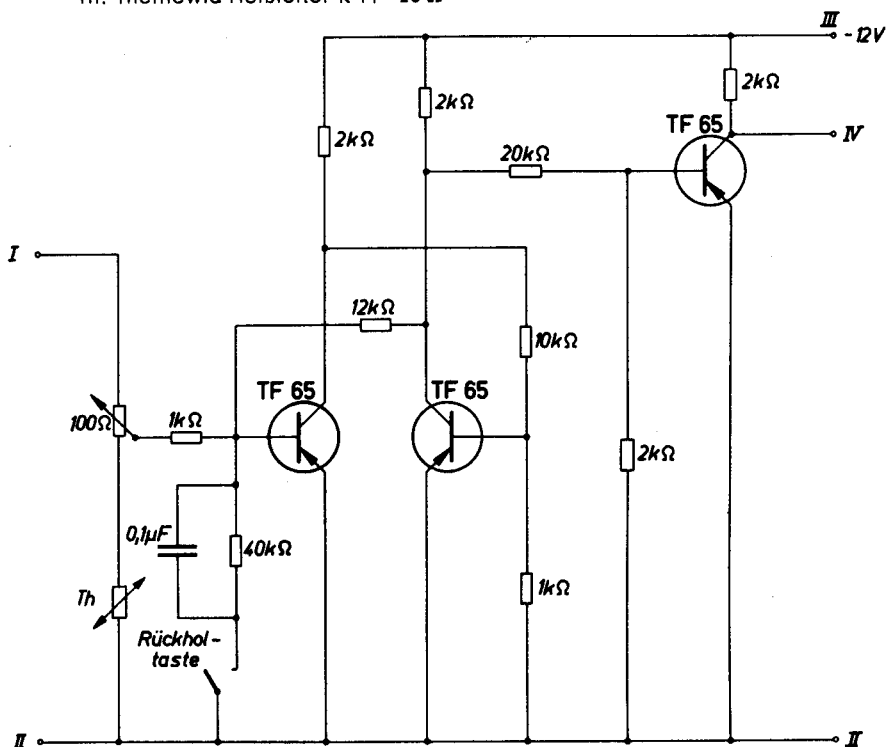 III
-12V
2kΩ
2kΩ
2kΩ
TF 65
IV
20kΩ
I
12kΩ
10kΩ
TF 65
TF 65
100Ω
1kΩ
2kΩ
0,1µF
40kΩ
Th
1kΩ
Rückhol-
taste
II
II